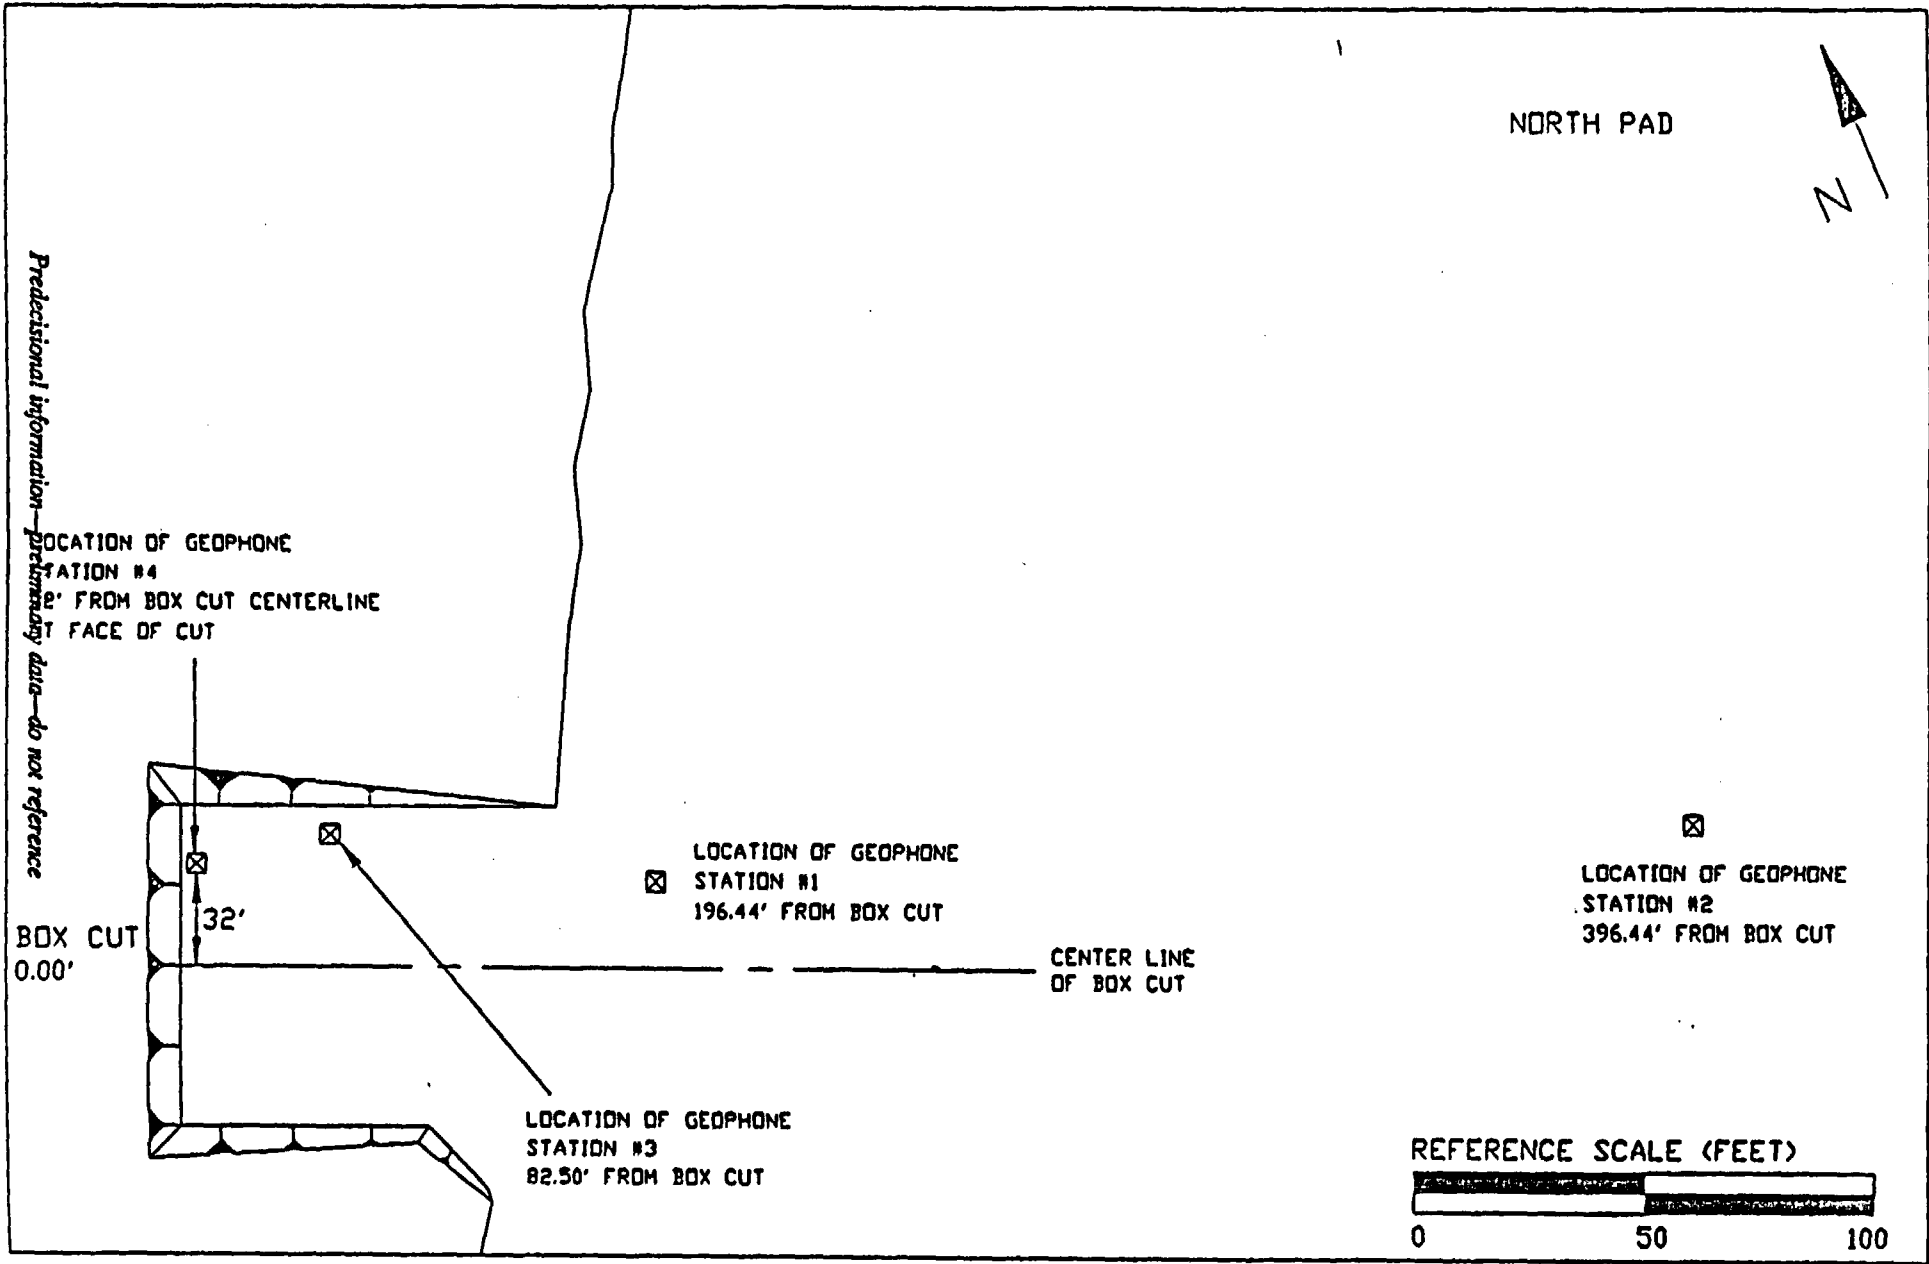 NORTH PAD
N
Predecisional information—preliminary data—do not reference
OCATION OF GEOPHONE
TATION #4
2' FROM BOX CUT CENTERLINE
T FACE OF CUT
LOCATION OF GEOPHONE
STATION #1
196.44' FROM BOX CUT
LOCATION OF GEOPHONE
STATION #2
396.44' FROM BOX CUT
32'
BOX CUT
0.00'
CENTER LINE
OF BOX CUT
LOCATION OF GEOPHONE
STATION #3
82.50' FROM BOX CUT
REFERENCE SCALE (FEET)
0 50 100